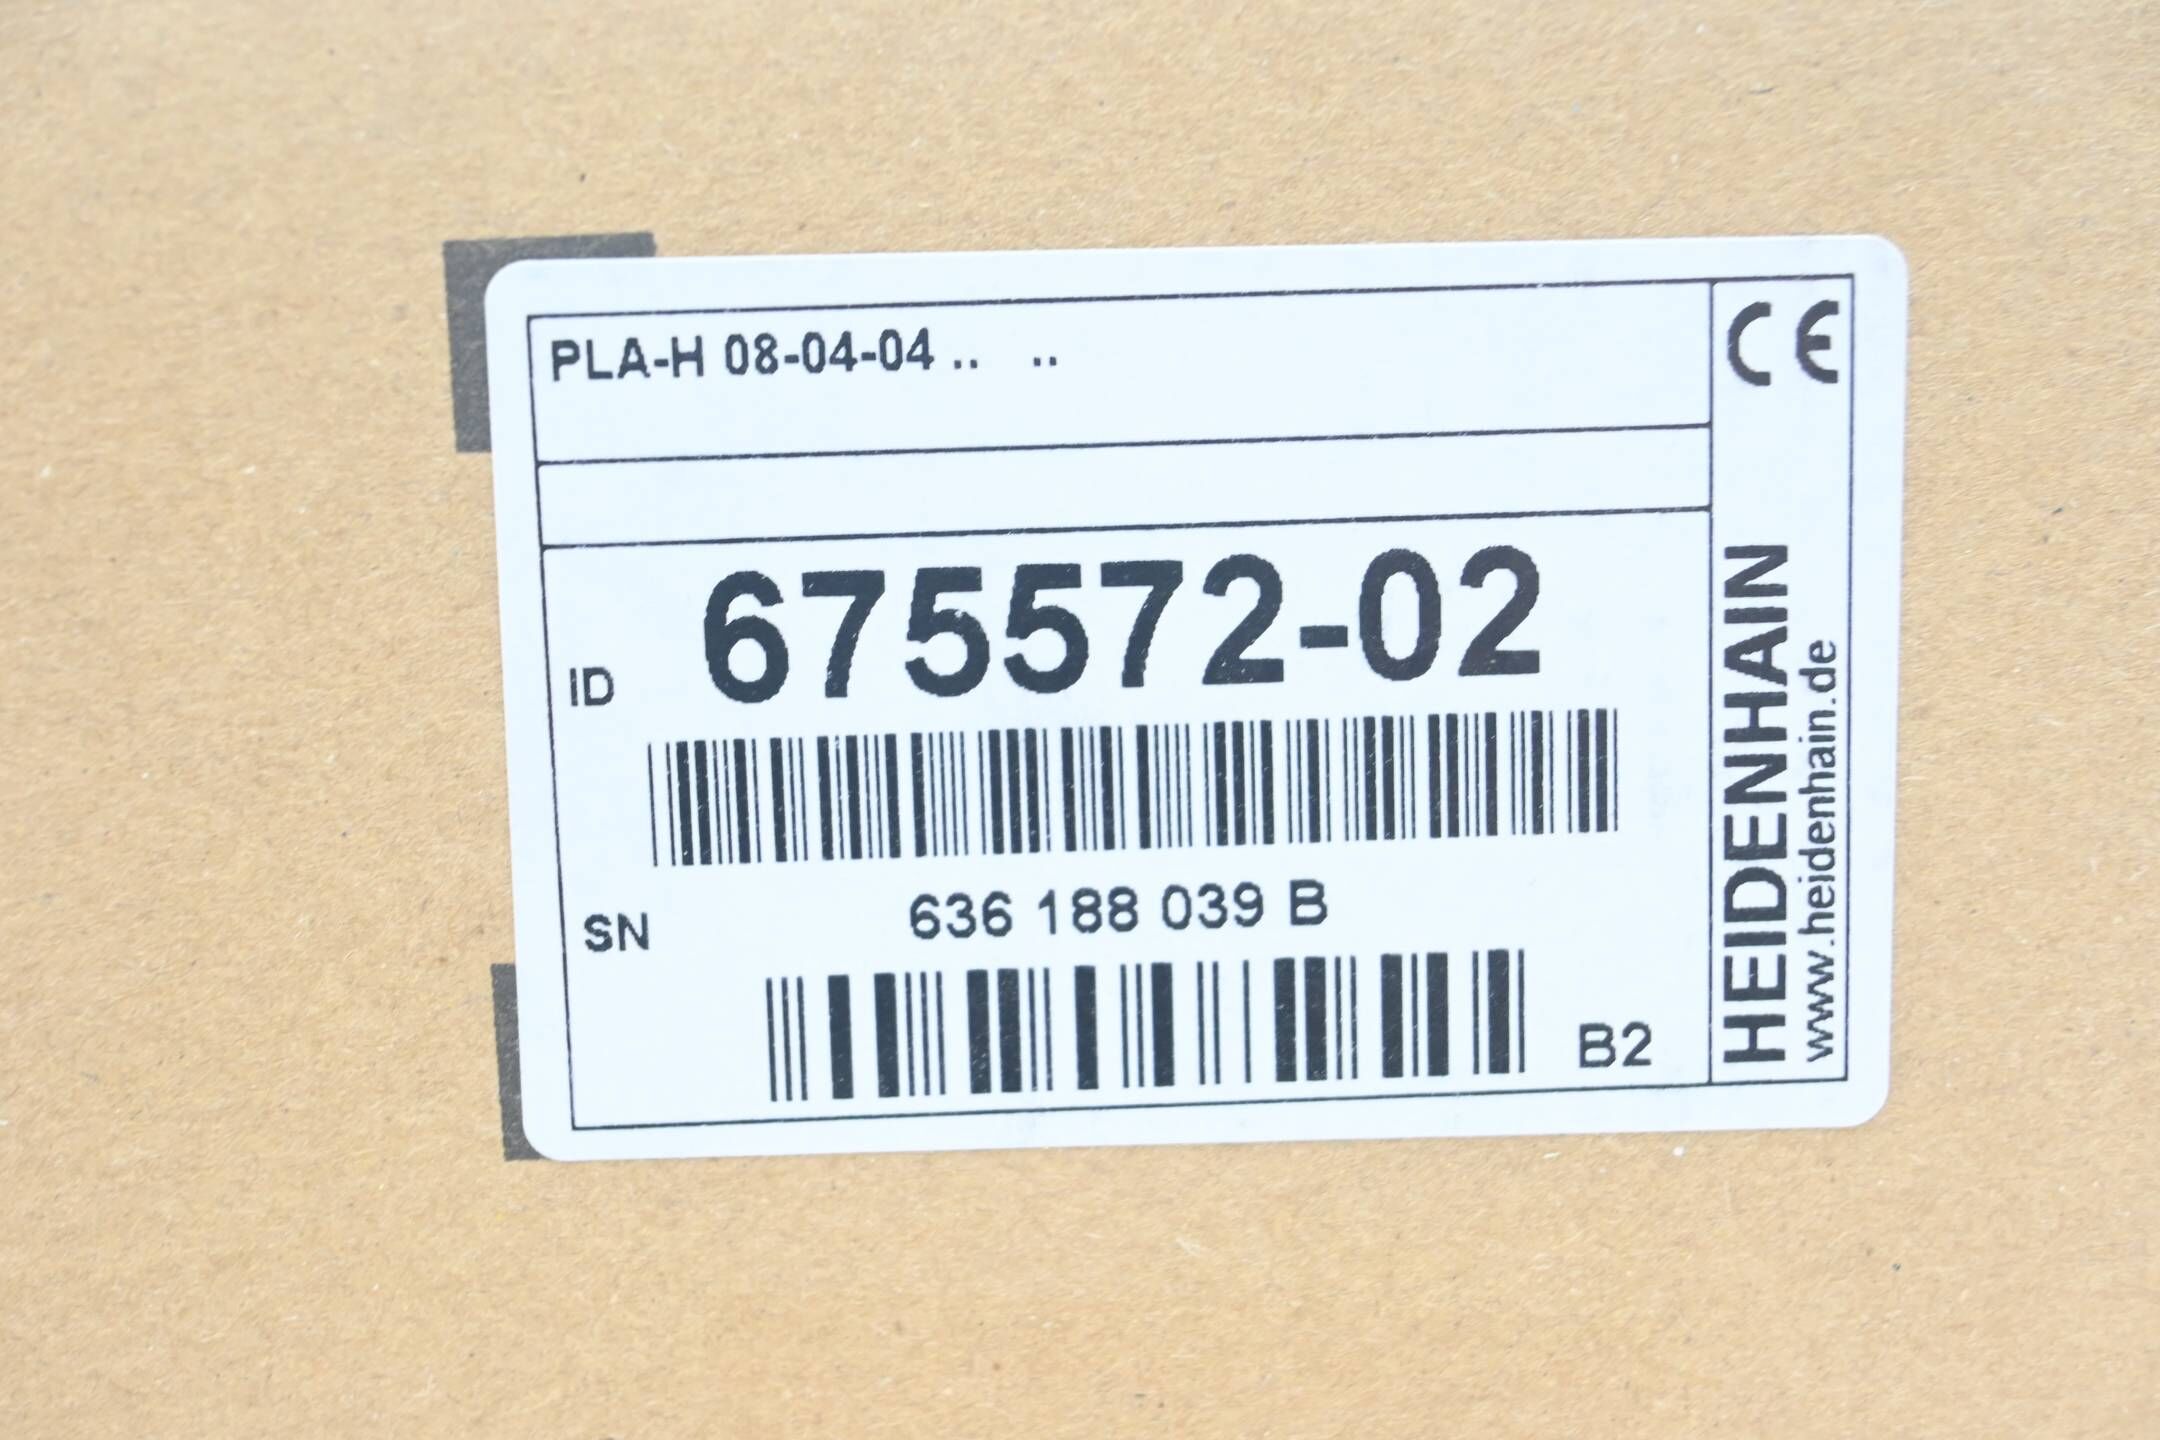 PLA-H 08-04-04 ..   ..
ID 675572-02
SN 636 188 039 B
B2
CE
HEIDENHAIN
www.heidenhain.de